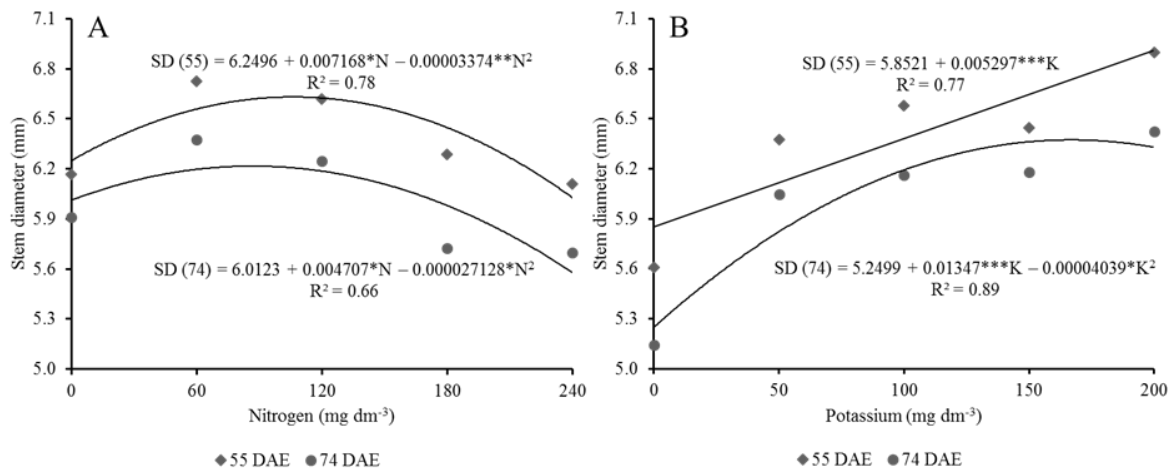 A
SD (55) = 6.2496 + 0.007168*N − 0.00003374**N²
R² = 0.78
SD (74) = 6.0123 + 0.004707*N − 0.000027128*N²
R² = 0.66
Stem diameter (mm)
7.1
6.8
6.5
6.2
5.9
5.6
5.3
5.0
0 60 120 180 240
Nitrogen (mg dm⁻³)
◆ 55 DAE ● 74 DAE
B
SD (55) = 5.8521 + 0.005297***K
R² = 0.77
SD (74) = 5.2499 + 0.01347***K − 0.00004039*K²
R² = 0.89
Stem diameter (mm)
7.1
6.8
6.5
6.2
5.9
5.6
5.3
5.0
0 50 100 150 200
Potassium (mg dm⁻³)
◆ 55 DAE ● 74 DAE